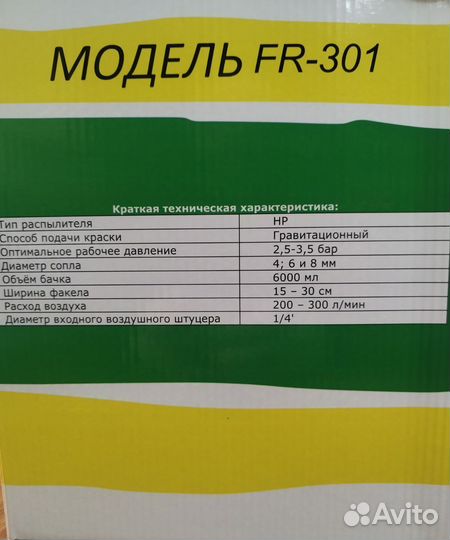 МОДЕЛЬ FR-301
Краткая техническая характеристика:
Тип распылителя HP
Способ подачи краски Гравитационный
Оптимальное рабочее давление 2,5-3,5 бар
Диаметр сопла 4; 6 и 8 мм
Объём бачка 6000 мл
Ширина факела 15 – 30 см
Расход воздуха 200 – 300 л/мин
Диаметр входного воздушного штуцера 1/4'
Avito